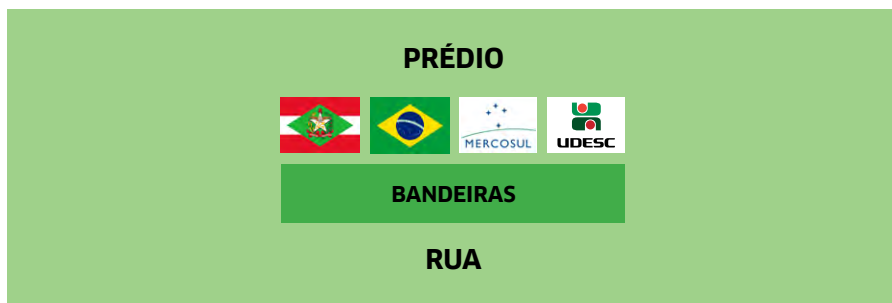 PRÉDIO
MERCOSUL
UDESC
BANDEIRAS
RUA